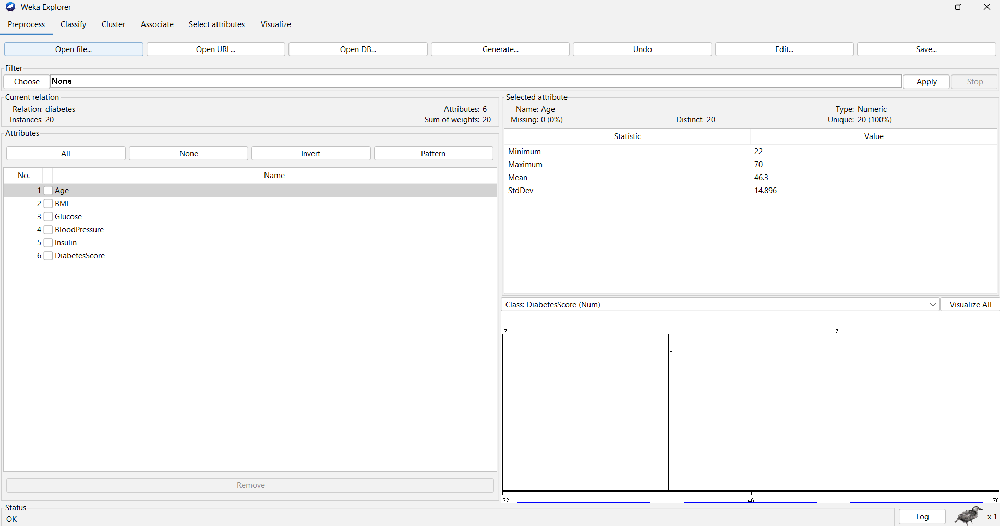 Weka Explorer
Preprocess Classify Cluster Associate Select attributes Visualize
Open file... Open URL... Open DB... Generate... Undo Edit... Save...
Filter
Choose None Apply Stop
Current relation
Relation: diabetes Attributes: 6
Instances: 20 Sum of weights: 20
Attributes
All None Invert Pattern
No. Name
1 Age
2 BMI
3 Glucose
4 BloodPressure
5 Insulin
6 DiabetesScore
Remove
Selected attribute
Name: Age Type: Numeric
Missing: 0 (0%) Distinct: 20 Unique: 20 (100%)
Statistic Value
Minimum 22
Maximum 70
Mean 46.3
StdDev 14.896
Class: DiabetesScore (Num) Visualize All
7 7
6
22 46 70
Status
OK
Log x 1